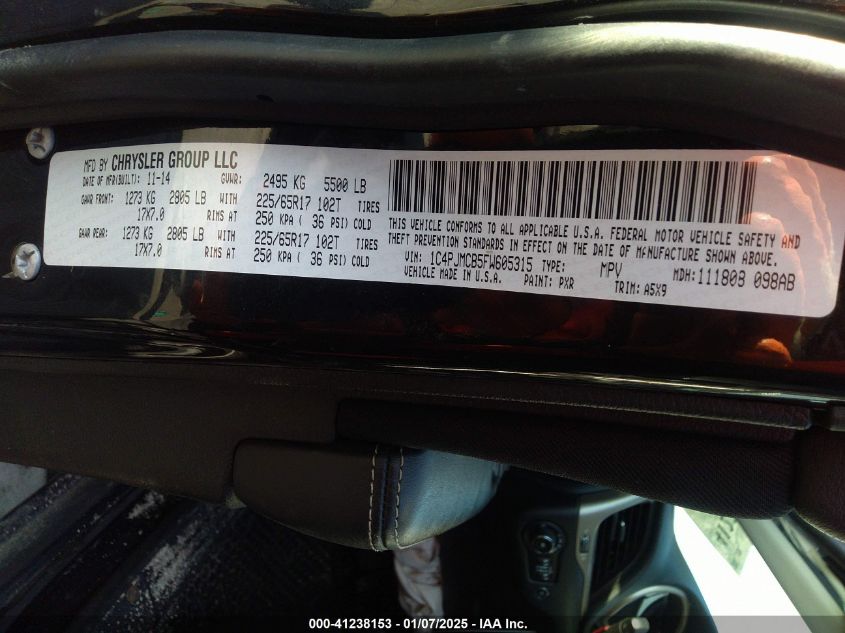 MFD BY CHRYSLER GROUP LLC
DATE OF MFR(BUILT): 11-14 GVWR: 2495 KG 5500 LB
GAWR FRONT: 1273 KG 2805 LB WITH 225/65R17 102T TIRES
17X7.0 RIMS AT 250 KPA ( 36 PSI) COLD
GAWR REAR: 1273 KG 2805 LB WITH 225/65R17 102T TIRES
17X7.0 RIMS AT 250 KPA ( 36 PSI) COLD
THIS VEHICLE CONFORMS TO ALL APPLICABLE U.S.A. FEDERAL MOTOR VEHICLE SAFETY AND
THEFT PREVENTION STANDARDS IN EFFECT ON THE DATE OF MANUFACTURE SHOWN ABOVE.
VIN: 1C4PJMCB5FW605315 TYPE: MPV MDH: 111808 098AB
VEHICLE MADE IN U.S.A. PAINT: PXR TRIM: A5X9
000-41238153 — 01/07/2025 - IAA Inc.